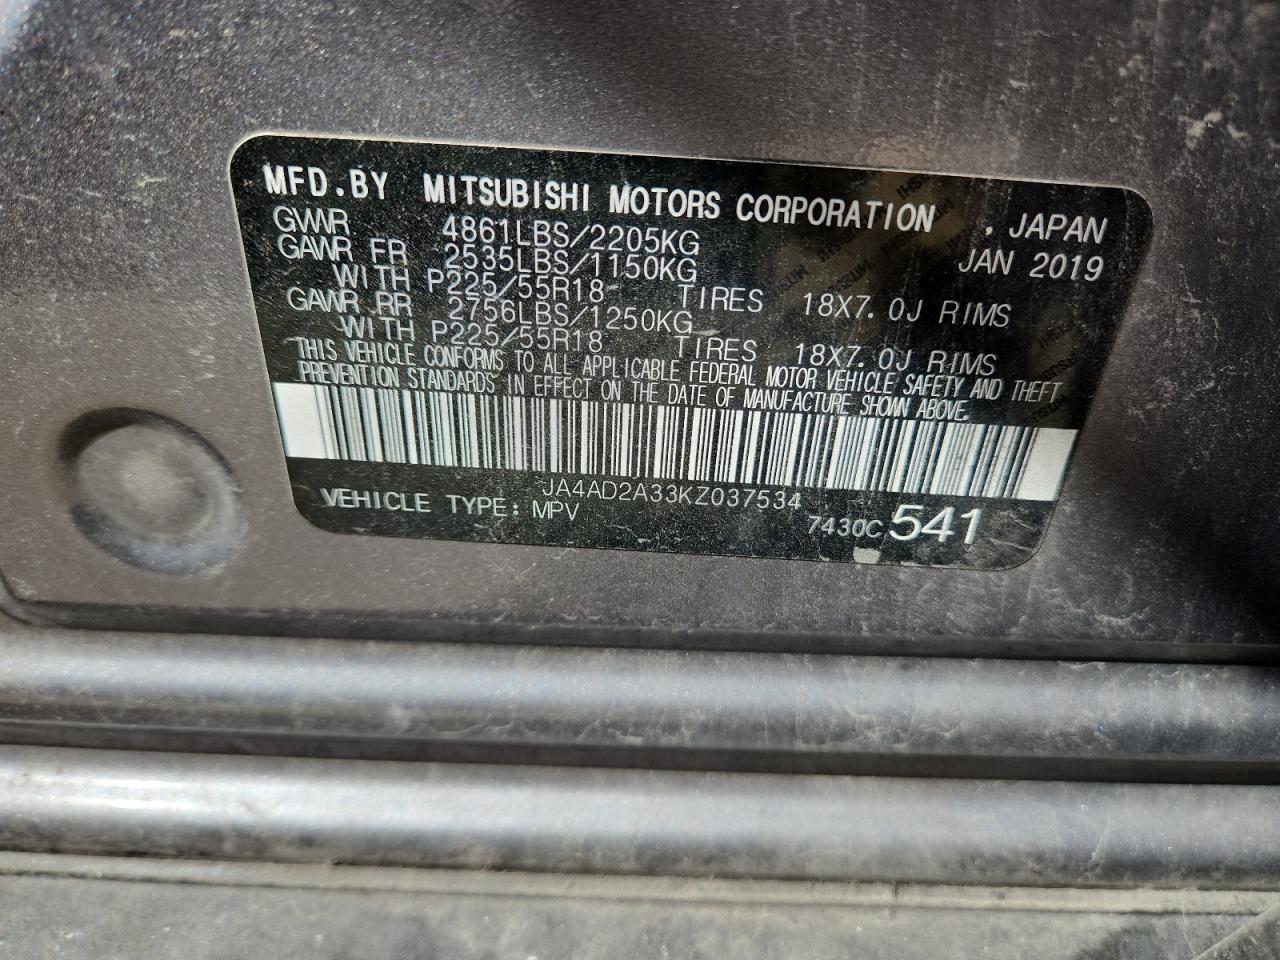 MFD.BY MITSUBISHI MOTORS CORPORATION , JAPAN
GVWR 4861LBS/2205KG JAN 2019
GAWR FR 2535LBS/1150KG
WITH P225/55R18 TIRES 18X7.0J RIMS
GAWR RR 2756LBS/1250KG
WITH P225/55R18 TIRES 18X7.0J RIMS
THIS VEHICLE CONFORMS TO ALL APPLICABLE FEDERAL MOTOR VEHICLE SAFETY AND THEFT
PREVENTION STANDARDS IN EFFECT ON THE DATE OF MANUFACTURE SHOWN ABOVE.
JA4AD2A33KZ037534
VEHICLE TYPE: MPV
7430C 541